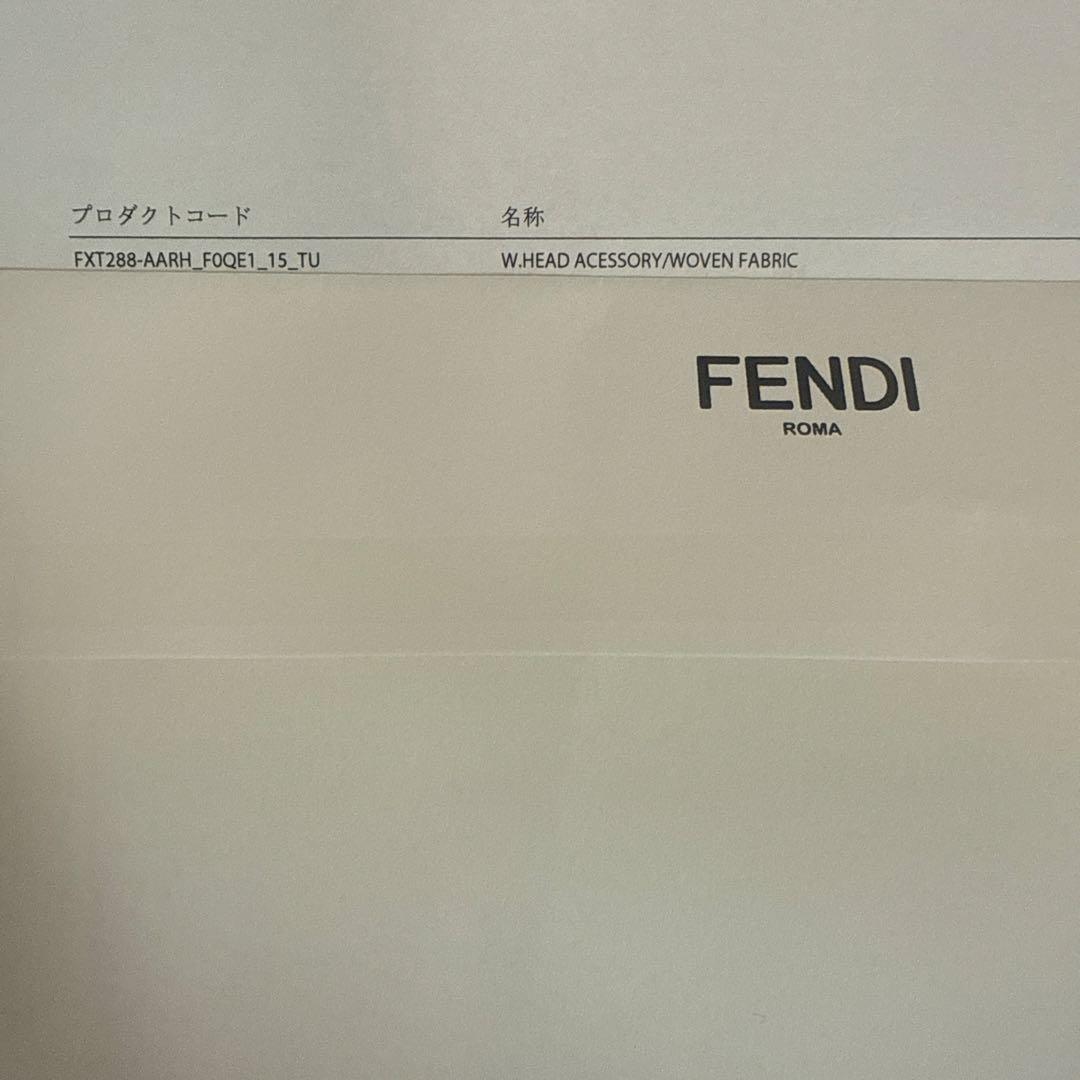 プロダクトコード 名称
FXT288-AARH_F0QE1_15_TU W.HEAD ACESSORY/WOVEN FABRIC
FENDI
ROMA